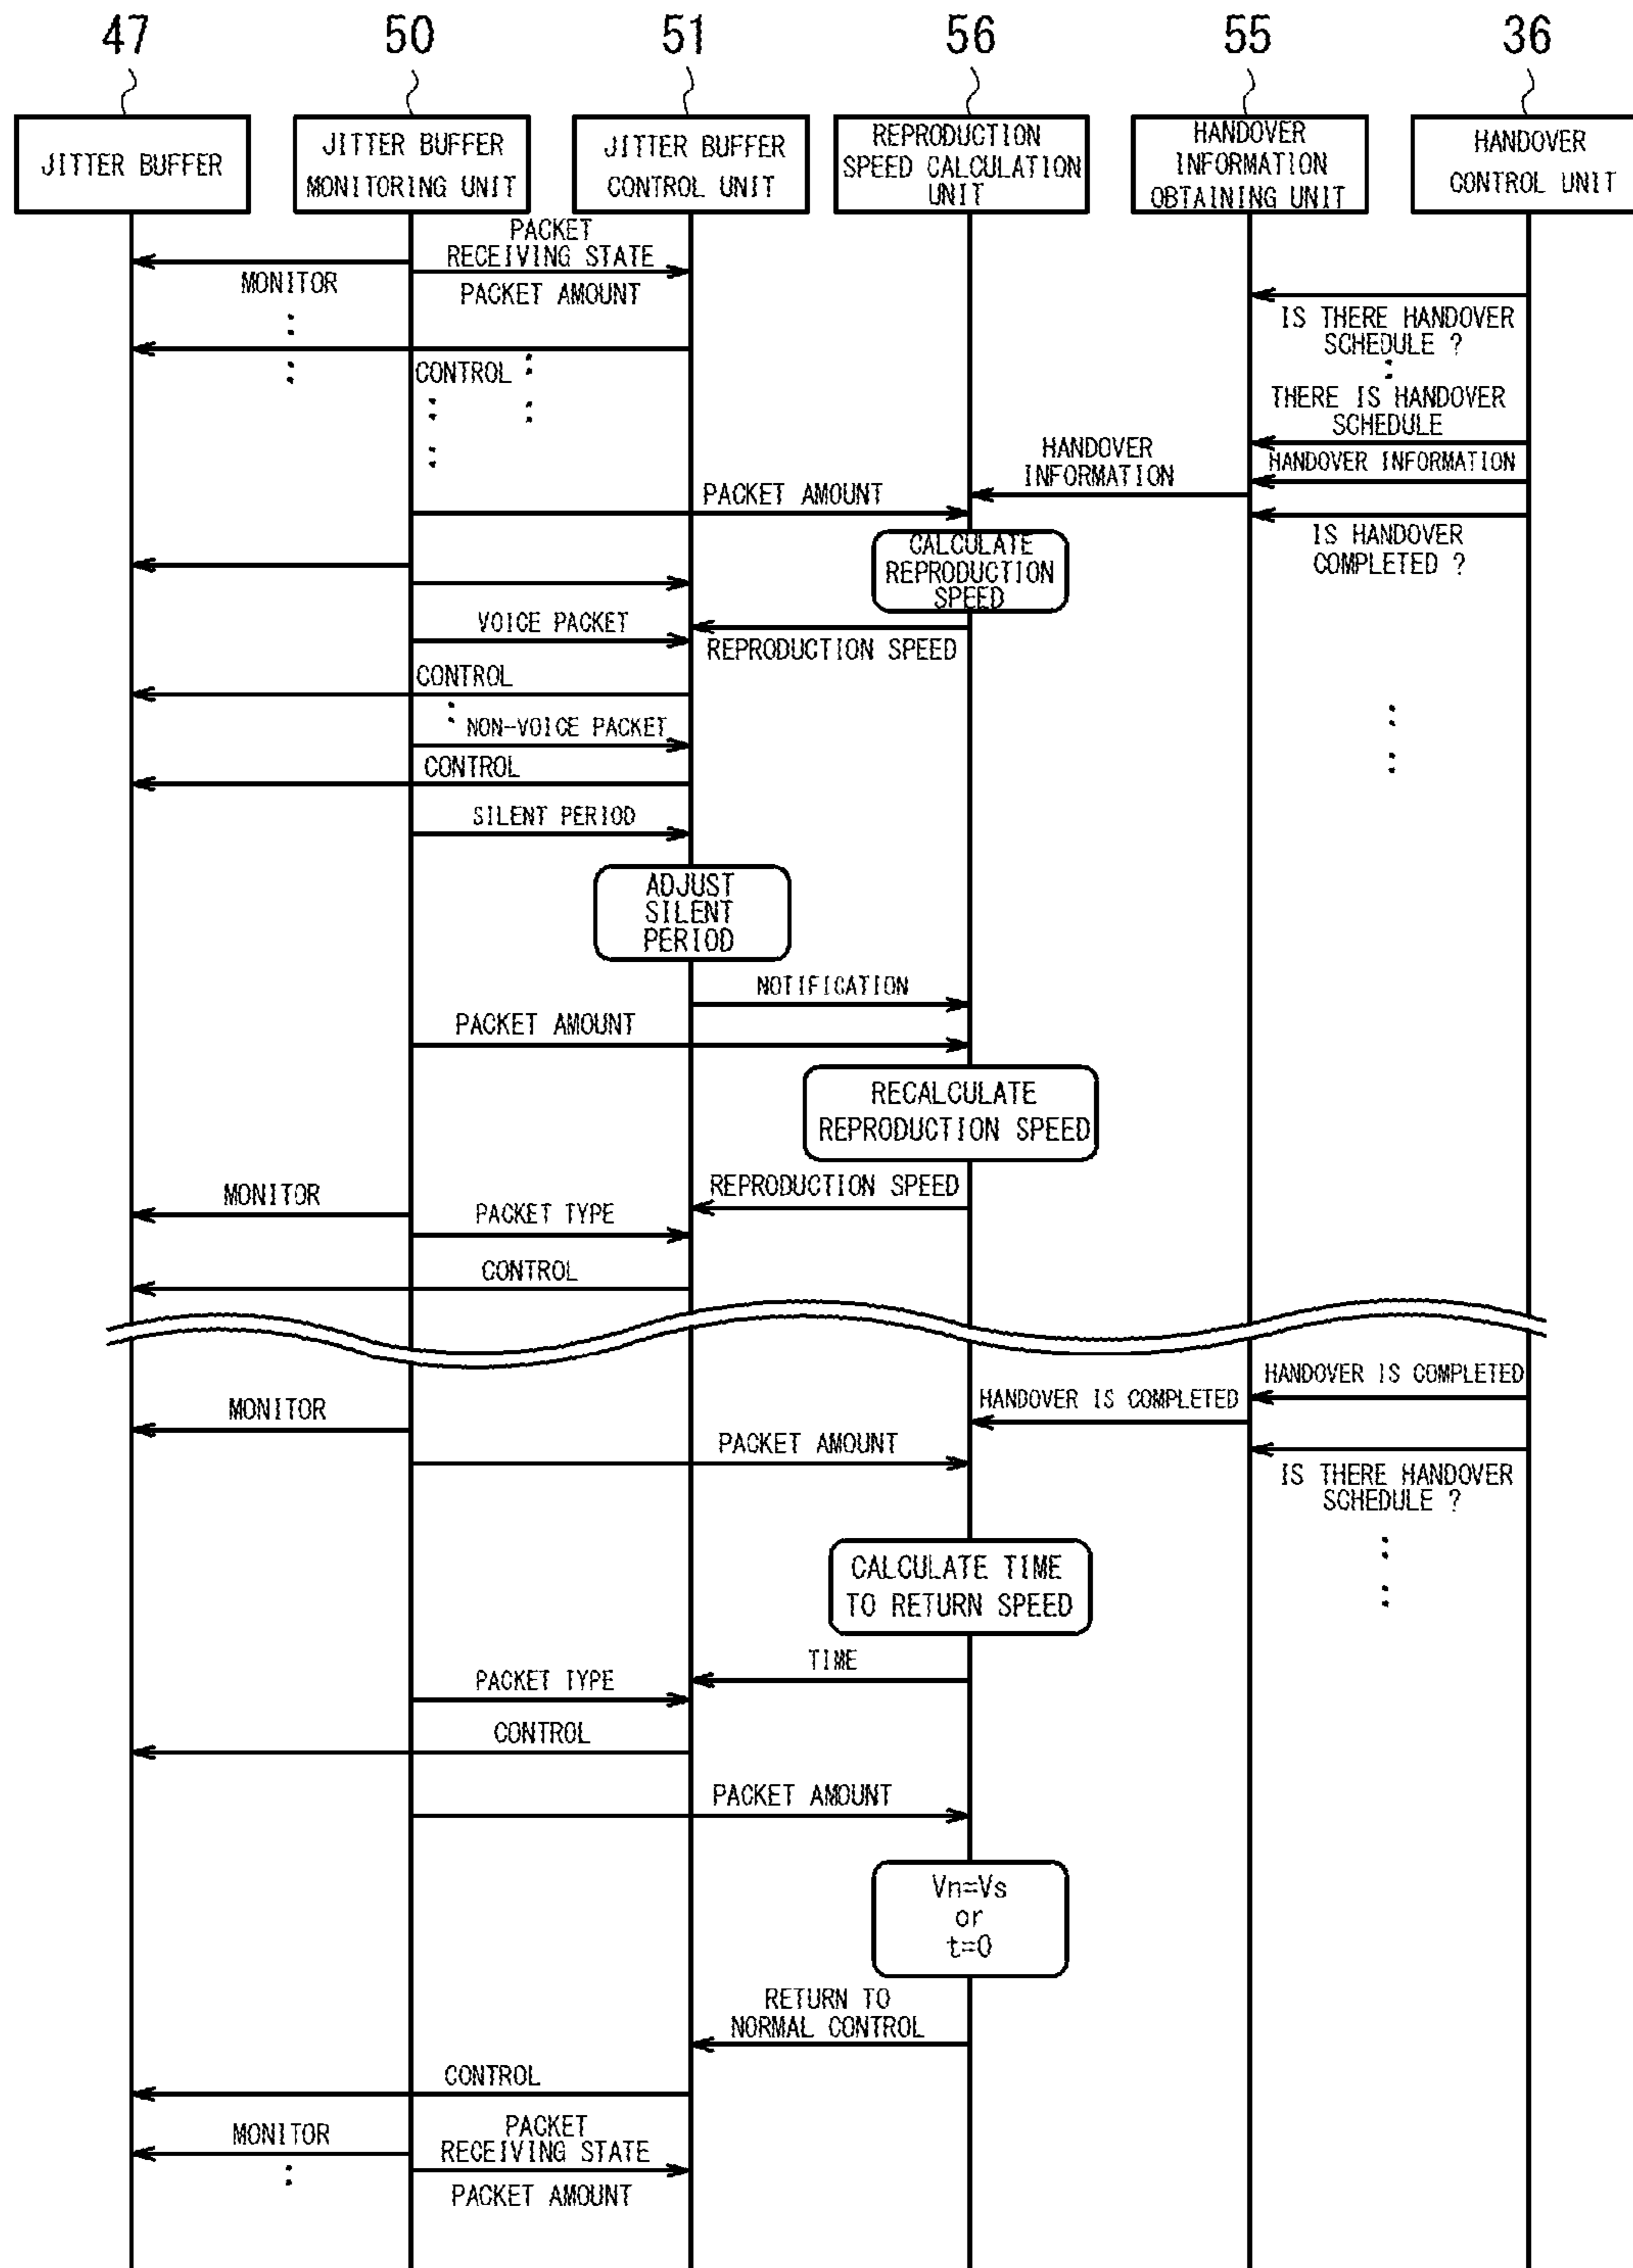 47
50
51
56
55
36
JITTER BUFFER
JITTER BUFFER
MONITORING UNIT
JITTER BUFFER
CONTROL UNIT
REPRODUCTION
SPEED CALCULATION
UNIT
HANDOVER
INFORMATION
OBTAINING UNIT
HANDOVER
CONTROL UNIT
PACKET
RECEIVING STATE
MONITOR
PACKET AMOUNT
IS THERE HANDOVER
SCHEDULE ?
CONTROL
THERE IS HANDOVER
SCHEDULE
HANDOVER
INFORMATION
HANDOVER INFORMATION
PACKET AMOUNT
IS HANDOVER
COMPLETED ?
CALCULATE
REPRODUCTION
SPEED
VOICE PACKET
REPRODUCTION SPEED
CONTROL
NON-VOICE PACKET
CONTROL
SILENT PERIOD
ADJUST
SILENT
PERIOD
NOTIFICATION
PACKET AMOUNT
RECALCULATE
REPRODUCTION SPEED
REPRODUCTION SPEED
MONITOR
PACKET TYPE
CONTROL
HANDOVER IS COMPLETED
HANDOVER IS COMPLETED
MONITOR
PACKET AMOUNT
IS THERE HANDOVER
SCHEDULE ?
CALCULATE TIME
TO RETURN SPEED
TIME
PACKET TYPE
CONTROL
PACKET AMOUNT
Vn=Vs
or
t=0
RETURN TO
NORMAL CONTROL
CONTROL
MONITOR
PACKET
RECEIVING STATE
PACKET AMOUNT